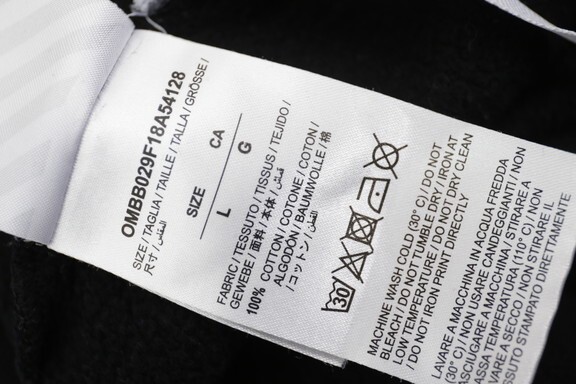 OMBB029F18A54128
SIZE / TAGLIA / TAILLE / TALLA / GRÖSSE /
尺寸 / المقاس /
SIZE CA
L G
FABRIC / TESSUTO / TISSUS / TEJIDO /
GEWEBE / 面料 / 本体 / قماش
100% COTTON / COTONE / COTON /
ALGODÓN / BAUMWOLLE / 棉
/ コットン / القطن
30
MACHINE WASH COLD (30° C) / DO NOT
BLEACH / DO NOT TUMBLE DRY / IRON AT
LOW TEMPERATURE / DO NOT DRY CLEAN
/ DO NOT IRON PRINT DIRECTLY
LAVARE A MACCHINA IN ACQUA FREDDA
(30° C) / NON USARE CANDEGGIANTI / NON
ASCIUGARE A MACCHINA / STIRARE A
ASSA TEMPERATURA (110° C) / NON
VARE A SECCO / NON STIRARE IL
SUTO STAMPATO DIRETTAMENTE